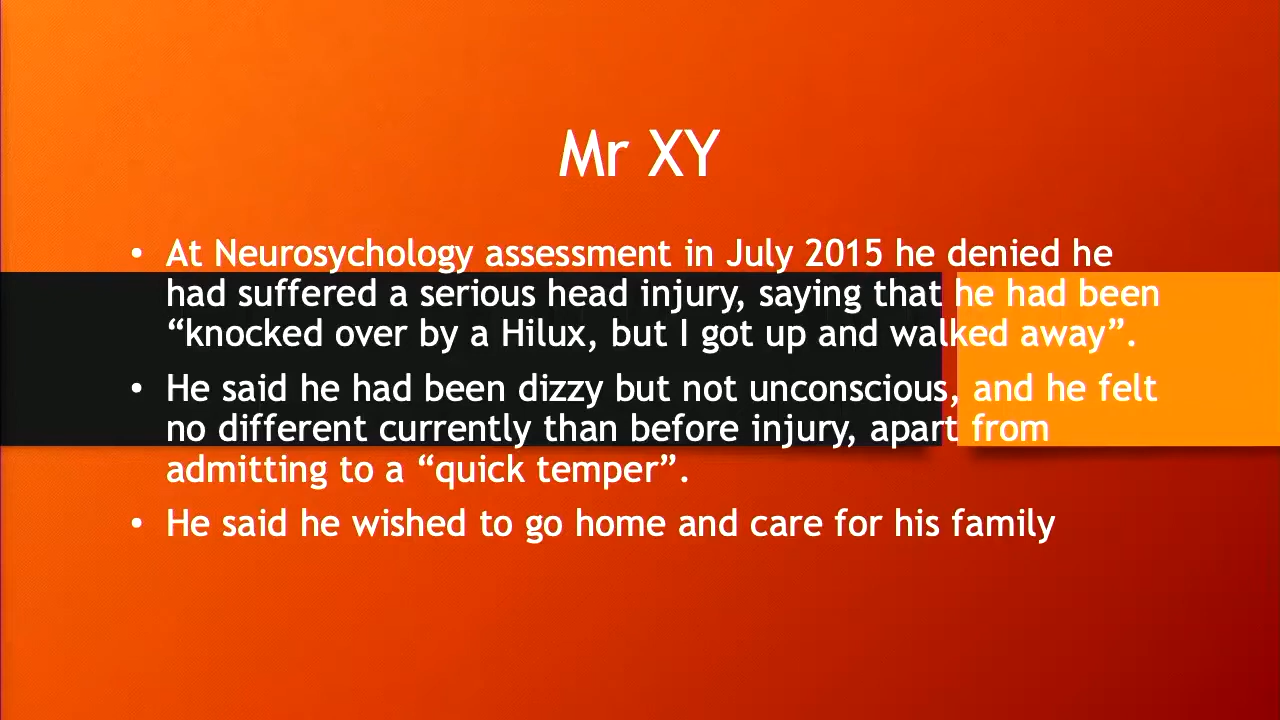 Mr XY
• At Neurosychology assessment in July 2015 he denied he
had suffered a serious head injury, saying that he had been
“knocked over by a Hilux, but I got up and walked away”.
• He said he had been dizzy but not unconscious, and he felt
no different currently than before injury, apart from
admitting to a “quick temper”.
• He said he wished to go home and care for his family